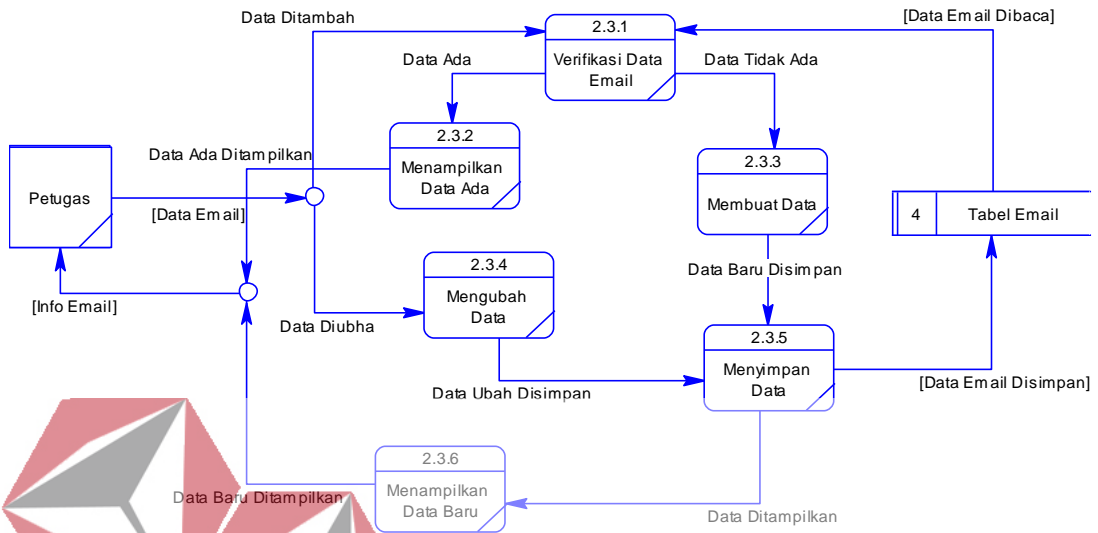 Data Ditambah
[Data Email Dibaca]
2.3.1
Verifikasi Data
Email
Data Ada
Data Tidak Ada
2.3.2
Menampilkan
Data Ada
Data Ada Ditampilkan
2.3.3
Membuat Data
Petugas
[Data Email]
4
Tabel Email
2.3.4
Mengubah
Data
Data Baru Disimpan
[Info Email]
Data Diubha
2.3.5
Menyimpan
Data
Data Ubah Disimpan
[Data Email Disimpan]
2.3.6
Menampilkan
Data Baru
Data Baru Ditampilkan
Data Ditampilkan